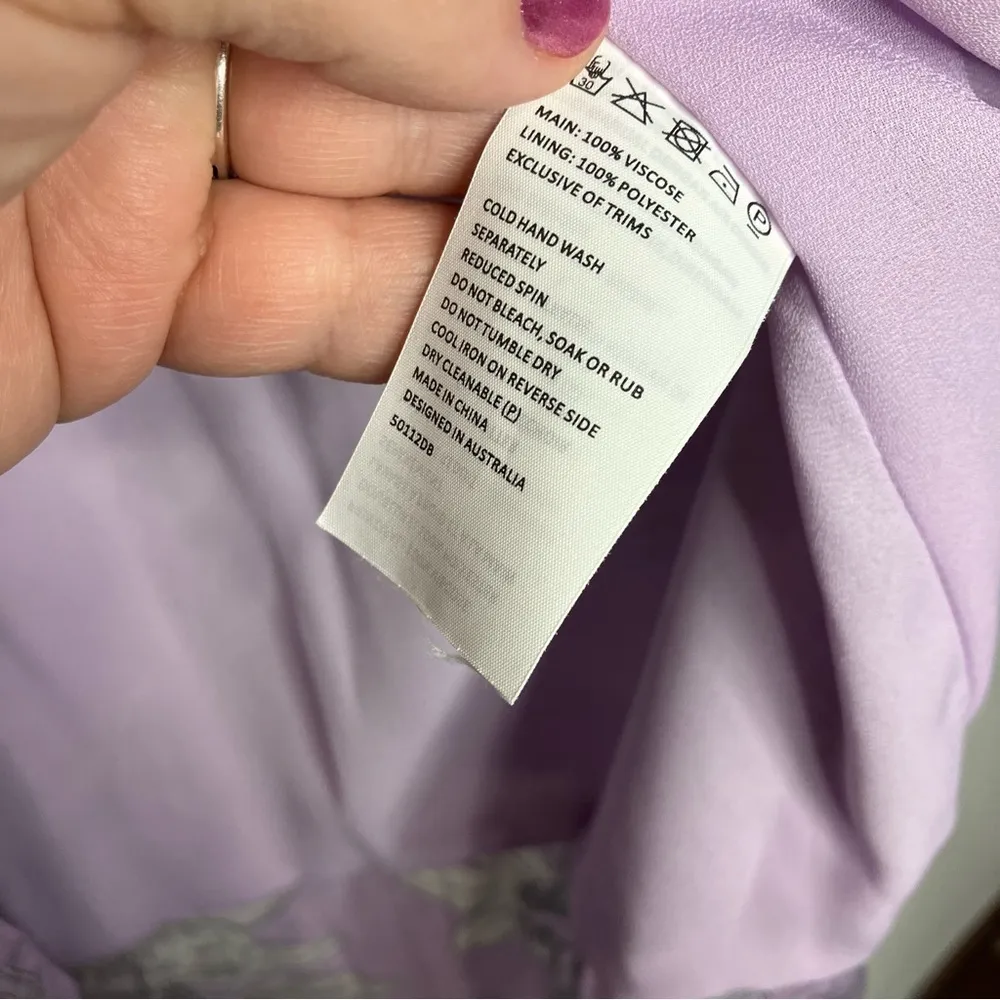 30
P
MAIN: 100% VISCOSE
LINING: 100% POLYESTER
EXCLUSIVE OF TRIMS
COLD HAND WASH
SEPARATELY
REDUCED SPIN
DO NOT BLEACH, SOAK OR RUB
DO NOT TUMBLE DRY
COOL IRON ON REVERSE SIDE
DRY CLEANABLE (P)
MADE IN CHINA
DESIGNED IN AUSTRALIA
50112DB